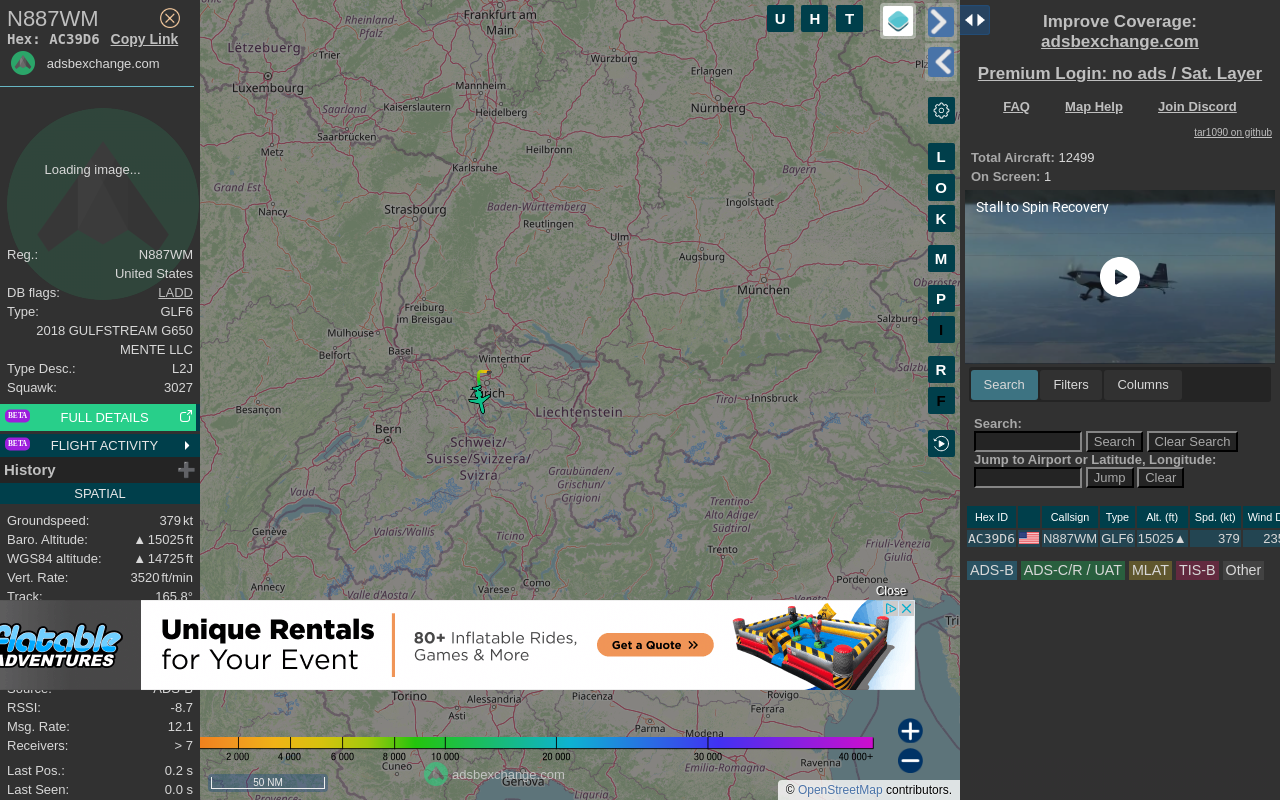 N887WM
Hex: AC39D6 Copy Link
adsbexchange.com
Loading image...
Reg.: N887WM
United States
DB flags: LADD
Type: GLF6
2018 GULFSTREAM G650
MENTE LLC
Type Desc.: L2J
Squawk: 3027
BETA FULL DETAILS
BETA FLIGHT ACTIVITY
History
SPATIAL
Groundspeed: 379 kt
Baro. Altitude: ▲ 15025 ft
WGS84 altitude: ▲ 14725 ft
Vert. Rate: 3520 ft/min
Track: 165.8°
Source: ADS-B
RSSI: -8.7
Msg. Rate: 12.1
Receivers: > 7
Last Pos.: 0.2 s
Last Seen: 0.0 s
U H T
L
O
K
M
P
I
R
F
Rheinland-
Pfalz
Frankfurt am
Main
Lëtzebuerg
Trier
Würzburg
Luxembourg
Mannheim
Erlangen
Saarland
Kaiserslautern
Heidelberg
Nürnberg
Saarbrücken
Metz
Heilbronn
Karlsruhe
Bayern
Grand Est
Nancy
Strasbourg
Baden-Württemberg
Ingolstadt
Reutlingen
Ulm
Augsburg
München
Freiburg
im Breisgau
Salzburg
Mulhouse
Belfort
Basel
Winterthur
Zürich
Besançon
Liechtenstein
Tirol
Innsbruck
Bern
Schweiz/
Suisse/Svizzera/
Svizra
Graubünden/
Grischun/
Grigioni
Vaud
Trentino-
Alto Adige/
Südtirol
Genève
Valais/Wallis
Ticino
Trento
Friuli-Venezia
Giulia
Annecy
Como
Pordenone
Valle d'Aosta /
Varese
Close
Inflatable
ADVENTURES
Unique Rentals
for Your Event
80+ Inflatable Rides,
Games & More
Get a Quote
Torino
Alessandria
Piacenza
Rovigo
Ferrara
Asti
Parma
Modena
Cuneo
Genova
Emilia-Romagna
Ravenna
Provence-
Liguria
2 000
4 000
6 000
8 000
10 000
20 000
30 000
40 000+
adsbexchange.com
50 NM
© OpenStreetMap contributors.
Improve Coverage:
adsbexchange.com
Premium Login: no ads / Sat. Layer
FAQ Map Help Join Discord
tar1090 on github
Total Aircraft: 12499
On Screen: 1
Stall to Spin Recovery
Search Filters Columns
Search:
Search Clear Search
Jump to Airport or Latitude, Longitude:
Jump Clear
Hex ID Callsign Type Alt. (ft) Spd. (kt) Wind D
AC39D6 N887WM GLF6 15025▲ 379 235
ADS-B ADS-C/R / UAT MLAT TIS-B Other